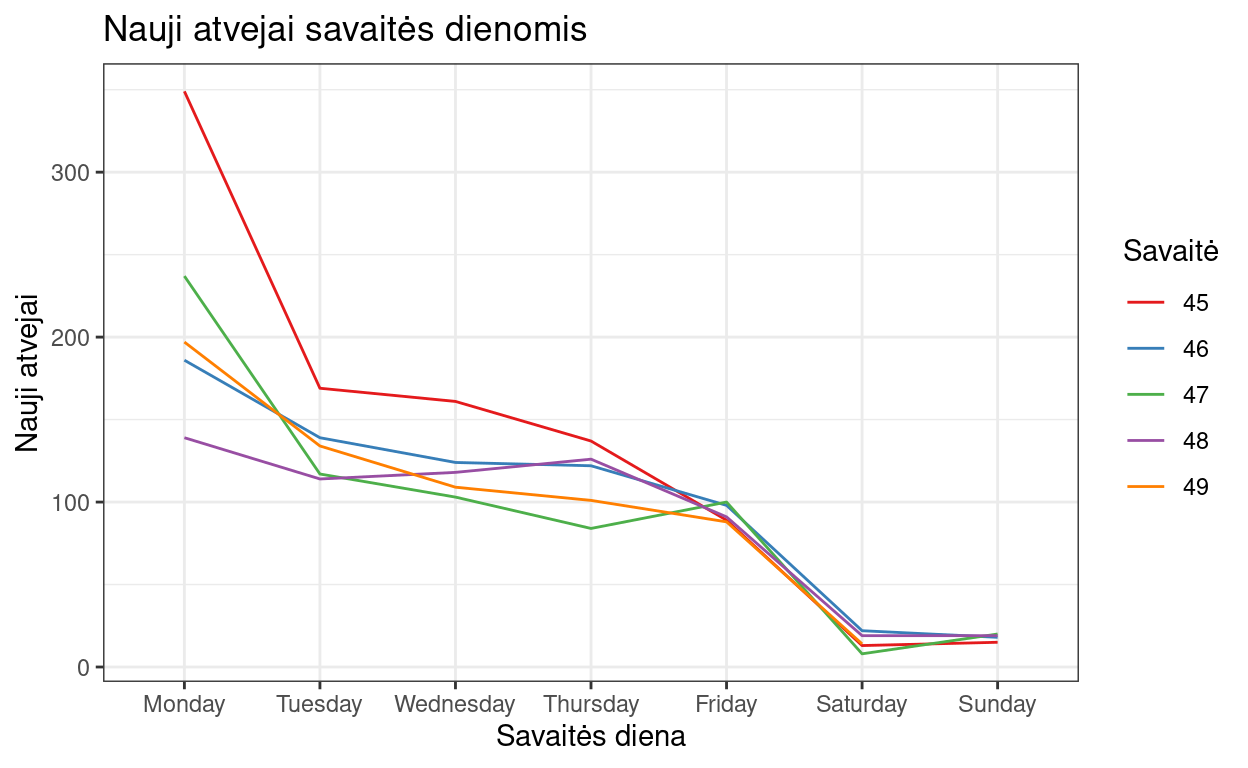 Nauji atvejai savaitės dienomis
Nauji atvejai
300
200
100
0
Monday Tuesday Wednesday Thursday Friday Saturday Sunday
Savaitės diena
Savaitė
45
46
47
48
49